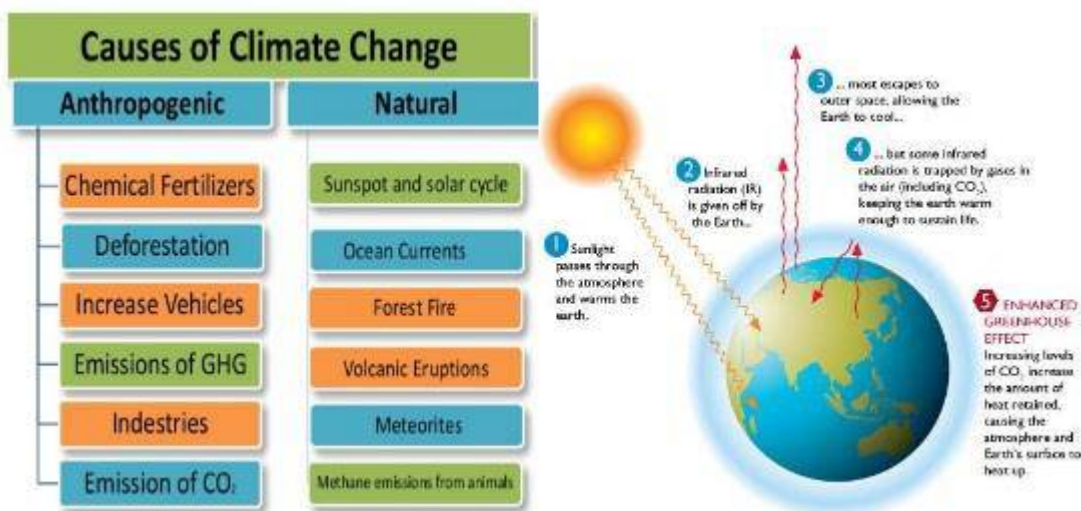 Causes of Climate Change
Anthropogenic
Chemical Fertilizers
Deforestation
Increase Vehicles
Emissions of GHG
Indestries
Emission of CO₂
Natural
Sunspot and solar cycle
Ocean Currents
Forest Fire
Volcanic Eruptions
Meteorites
Methane emissions from animals
1 Sunlight
passes through
the atmosphere
and warms the
earth.
2 Infrared
radiation (IR)
is given off by
the Earth...
3 ... most escapes to
outer space, allowing the
Earth to cool...
4 ... but some infrared
radiation is trapped by gases in
the air (including CO₂),
keeping the earth warm
enough to sustain life.
5 ENHANCED
GREENHOUSE
EFFECT
Increasing levels
of CO₂ increase
the amount of
heat retained,
causing the
atmosphere and
Earth's surface to
heat up.